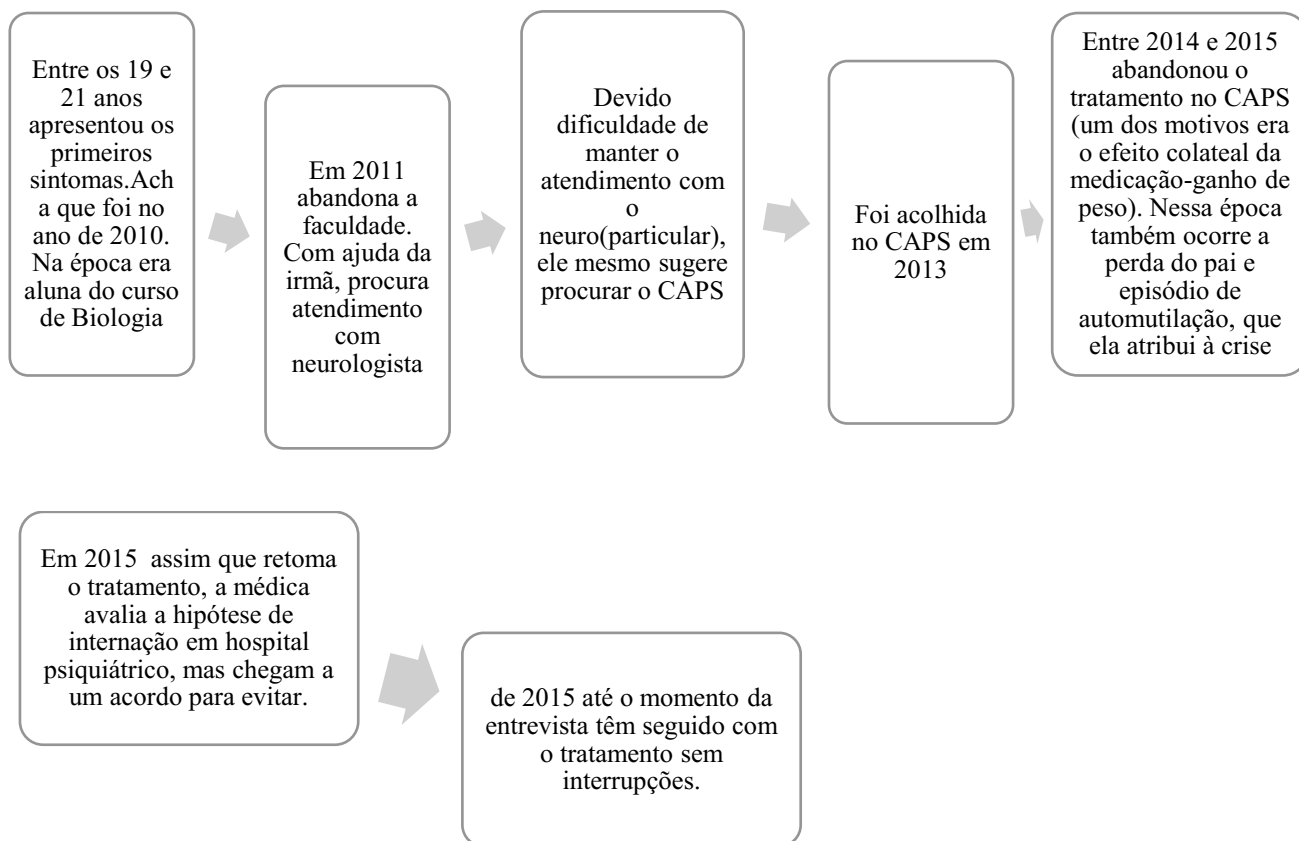 Entre os 19 e
21 anos
apresentou os
primeiros
sintomas.Ach
a que foi no
ano de 2010.
Na época era
aluna do curso
de Biologia
Em 2011
abandona a
faculdade.
Com ajuda da
irmã, procura
atendimento
com
neurologista
Devido
dificuldade de
manter o
atendimento com
o
neuro(particular),
ele mesmo sugere
procurar o CAPS
Foi acolhida
no CAPS em
2013
Entre 2014 e 2015
abandonou o
tratamento no CAPS
(um dos motivos era
o efeito colateal da
medicação-ganho de
peso). Nessa época
também ocorre a
perda do pai e
episódio de
automutilação, que
ela atribui à crise
Em 2015 assim que retoma
o tratamento, a médica
avalia a hipótese de
internação em hospital
psiquiátrico, mas chegam a
um acordo para evitar.
de 2015 até o momento da
entrevista têm seguido com
o tratamento sem
interrupções.